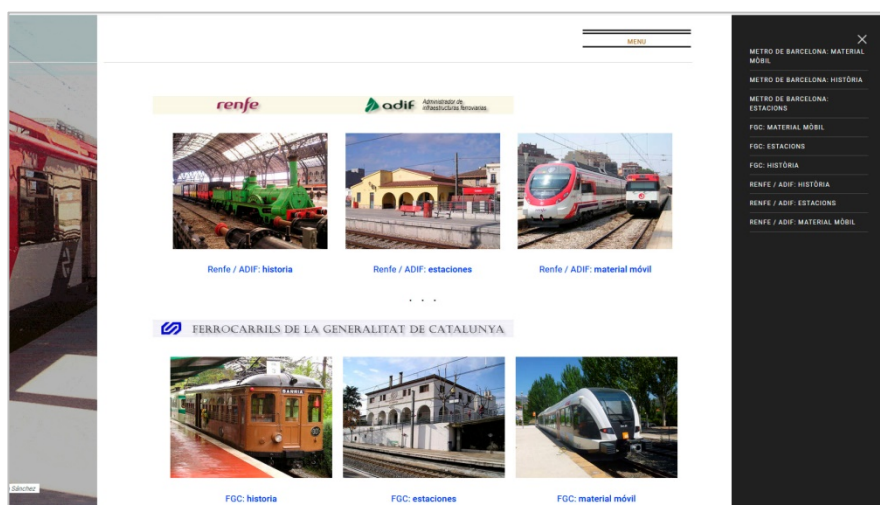 MENU
renfe
adif Administrador de
infraestructuras ferroviarias
Renfe / ADIF: historia
Renfe / ADIF: estaciones
Renfe / ADIF: material móvil
. . .
FERROCARRILS DE LA GENERALITAT DE CATALUNYA
SARRIÀ
FGC: historia
FGC: estaciones
FGC: material móvil
Sánchez
METRO DE BARCELONA: MATERIAL
MÒBIL
METRO DE BARCELONA: HISTÒRIA
METRO DE BARCELONA:
ESTACIONS
FGC: MATERIAL MÒBIL
FGC: ESTACIONS
FGC: HISTÒRIA
RENFE / ADIF: HISTÒRIA
RENFE / ADIF: ESTACIONS
RENFE / ADIF: MATERIAL MÒBIL